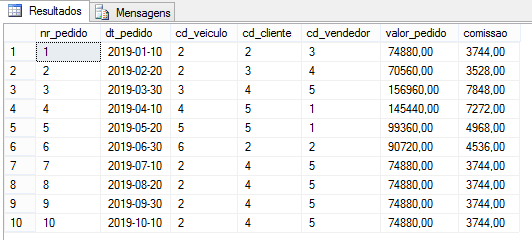 Resultados Mensagens
nr_pedido dt_pedido cd_veiculo cd_cliente cd_vendedor valor_pedido comissao
1 1 2019-01-10 2 2 3 74880,00 3744,00
2 2 2019-02-20 2 3 4 70560,00 3528,00
3 3 2019-03-30 3 4 5 156960,00 7848,00
4 4 2019-04-10 4 5 1 145440,00 7272,00
5 5 2019-05-20 5 5 1 99360,00 4968,00
6 6 2019-06-30 6 2 2 90720,00 4536,00
7 7 2019-07-10 2 4 5 74880,00 3744,00
8 8 2019-08-20 2 4 5 74880,00 3744,00
9 9 2019-09-30 2 4 5 74880,00 3744,00
10 10 2019-10-10 2 4 5 74880,00 3744,00